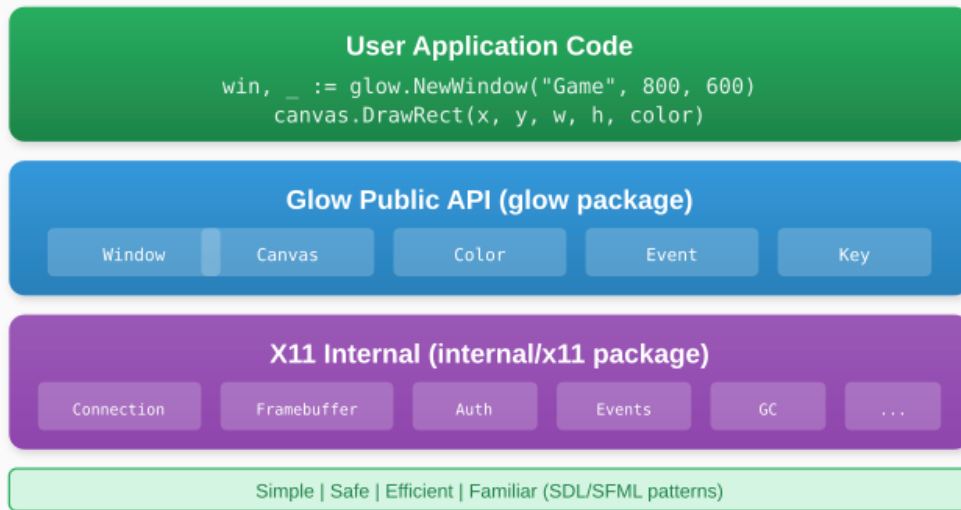 User Application Code
win, _ := glow.NewWindow("Game", 800, 600)
canvas.DrawRect(x, y, w, h, color)
Glow Public API (glow package)
Window Canvas Color Event Key
X11 Internal (internal/x11 package)
Connection Framebuffer Auth Events GC ...
Simple | Safe | Efficient | Familiar (SDL/SFML patterns)